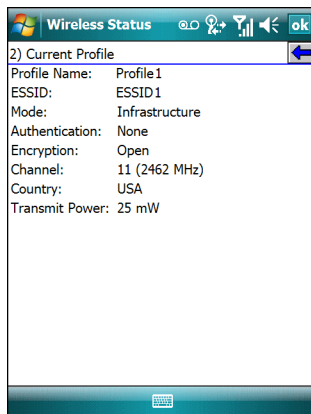 Wireless Status ok
2) Current Profile
Profile Name: Profile1
ESSID: ESSID1
Mode: Infrastructure
Authentication: None
Encryption: Open
Channel: 11 (2462 MHz)
Country: USA
Transmit Power: 25 mW